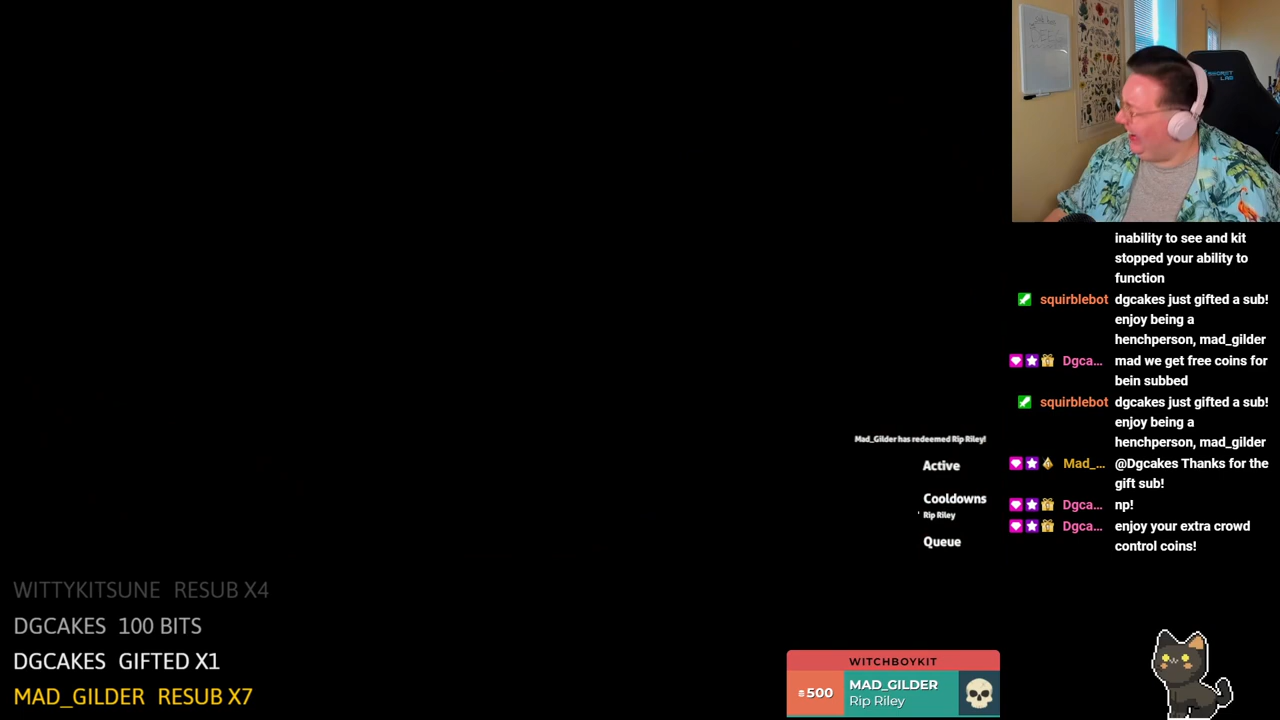 SECRET
LAB
inability to see and kit
stopped your ability to
function
squirblebot dgcakes just gifted a sub!
enjoy being a
henchperson, mad_gilder
Dgca... mad we get free coins for
bein subbed
squirblebot dgcakes just gifted a sub!
enjoy being a
henchperson, mad_gilder
Mad_... @Dgcakes Thanks for the
gift sub!
Dgca... np!
Dgca... enjoy your extra crowd
control coins!
Mad_Gilder has redeemed Rip Riley!
Active
Cooldowns
Rip Riley
Queue
WITTYKITSUNE RESUB X4
DGCAKES 100 BITS
DGCAKES GIFTED X1
MAD_GILDER RESUB X7
WITCHBOYKIT
500 MAD_GILDER
Rip Riley